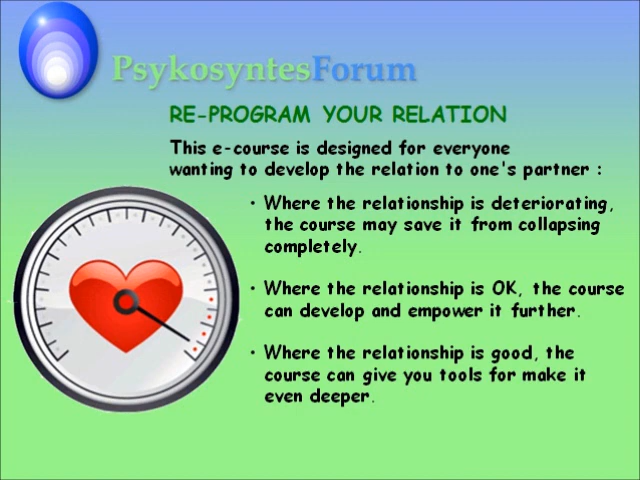 PsykosyntesForum
RE-PROGRAM YOUR RELATION
This e-course is designed for everyone
wanting to develop the relation to one's partner :
• Where the relationship is deteriorating,
the course may save it from collapsing
completely.
• Where the relationship is OK, the course
can develop and empower it further.
• Where the relationship is good, the
course can give you tools for make it
even deeper.